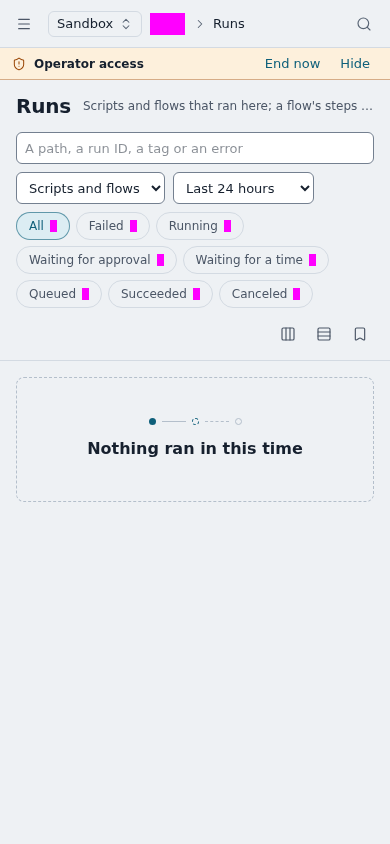 Sandbox Runs
Operator access End now Hide
Runs Scripts and flows that ran here; a flow's steps ...
A path, a run ID, a tag or an error
Scripts and flows Last 24 hours
All Failed Running
Waiting for approval Waiting for a time
Queued Succeeded Canceled
Nothing ran in this time